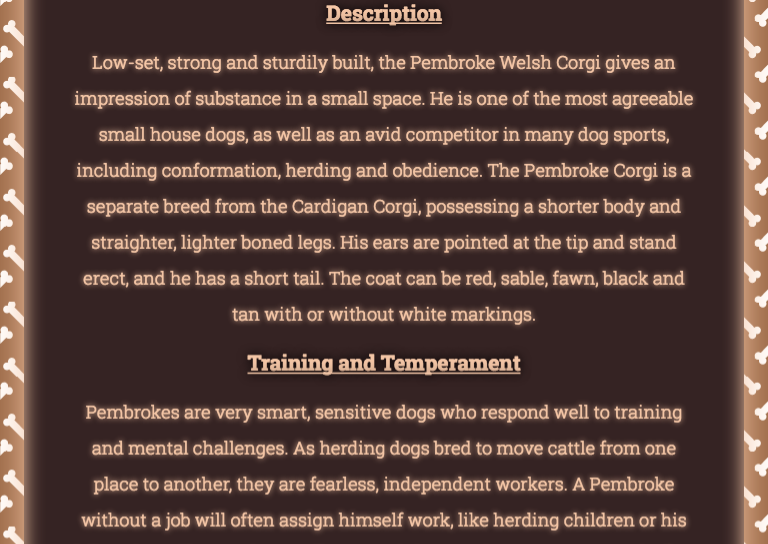 Description
Low-set, strong and sturdily built, the Pembroke Welsh Corgi gives an
impression of substance in a small space. He is one of the most agreeable
small house dogs, as well as an avid competitor in many dog sports,
including conformation, herding and obedience. The Pembroke Corgi is a
separate breed from the Cardigan Corgi, possessing a shorter body and
straighter, lighter boned legs. His ears are pointed at the tip and stand
erect, and he has a short tail. The coat can be red, sable, fawn, black and
tan with or without white markings.
Training and Temperament
Pembrokes are very smart, sensitive dogs who respond well to training
and mental challenges. As herding dogs bred to move cattle from one
place to another, they are fearless, independent workers. A Pembroke
without a job will often assign himself work, like herding children or his